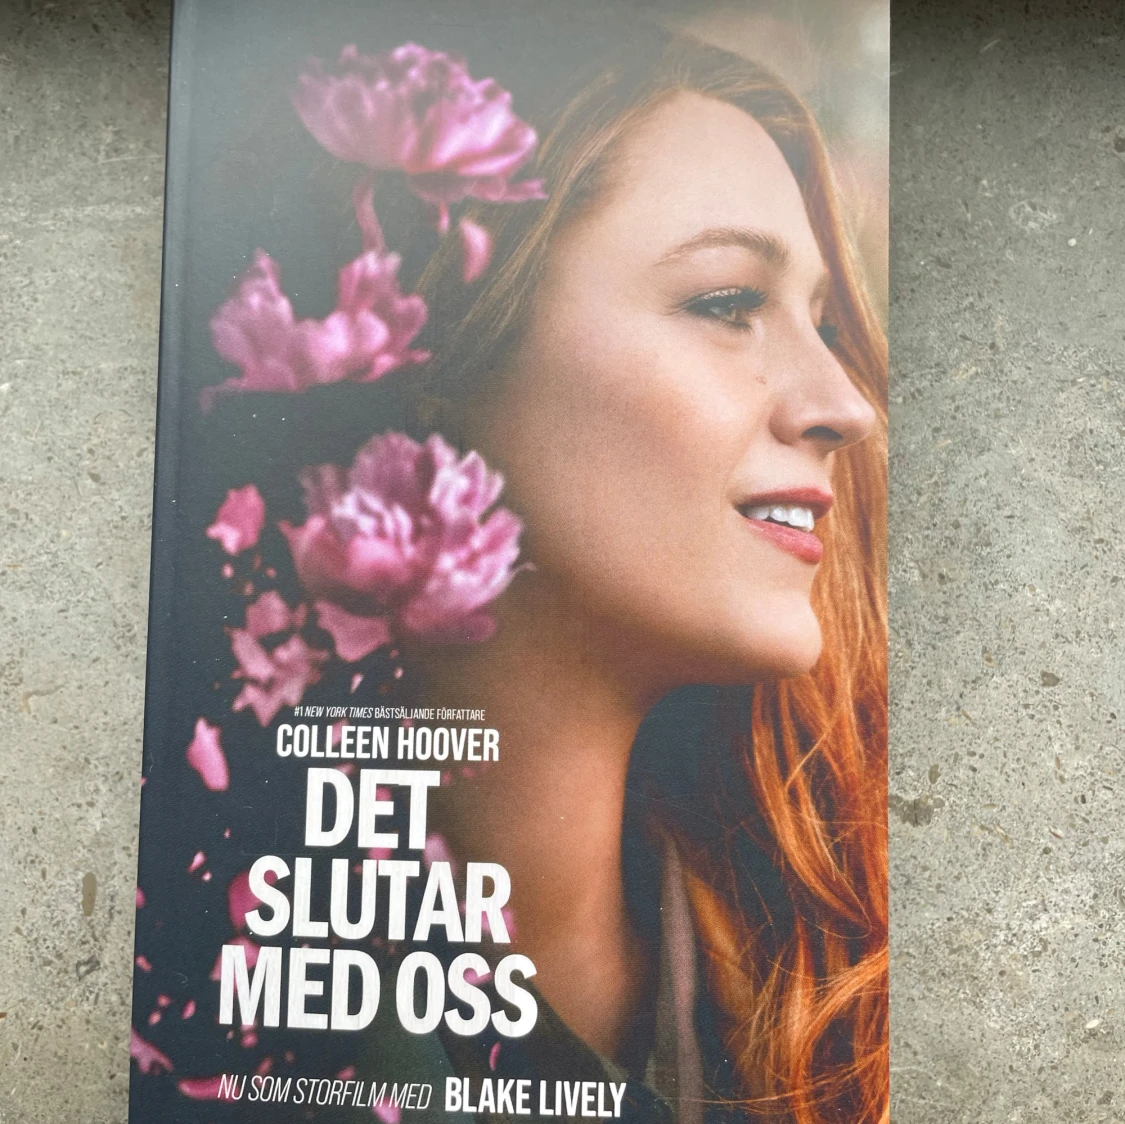 #1 NEW YORK TIMES BÄSTSÄLJANDE FÖRFATTARE
COLLEEN HOOVER
DET
SLUTAR
MED OSS
NU SOM STORFILM MED BLAKE LIVELY